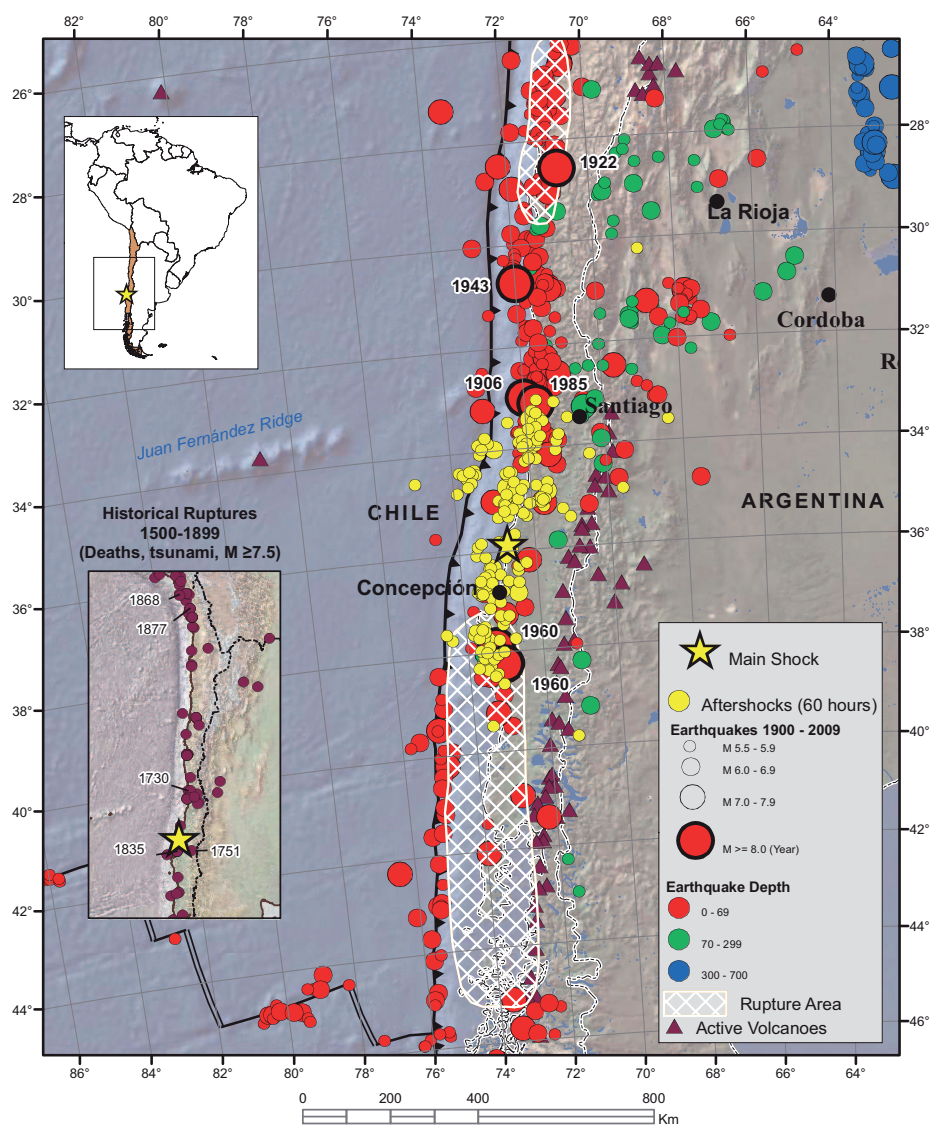 82° 80° 78° 76° 74° 72° 70° 68° 66° 64°
26°
28°
30°
32°
34°
36°
38°
40°
42°
44°
28°
30°
32°
34°
36°
38°
40°
42°
44°
46°
1922
La Rioja
1943
Cordoba
1906
1985
R
Santiago
Juan Fernández Ridge
CHILE
ARGENTINA
Concepción
1960
1960
Historical Ruptures
1500-1899
(Deaths, tsunami, M ≥7.5)
1868
1877
1730
1835
1751
Main Shock
Aftershocks (60 hours)
Earthquakes 1900 - 2009
M 5.5 - 5.9
M 6.0 - 6.9
M 7.0 - 7.9
M >= 8.0 (Year)
Earthquake Depth
0 - 69
70 - 299
300 - 700
Rupture Area
Active Volcanoes
86° 84° 82° 80° 78° 76° 74° 72° 70° 68° 66° 64°
0 200 400 800
Km